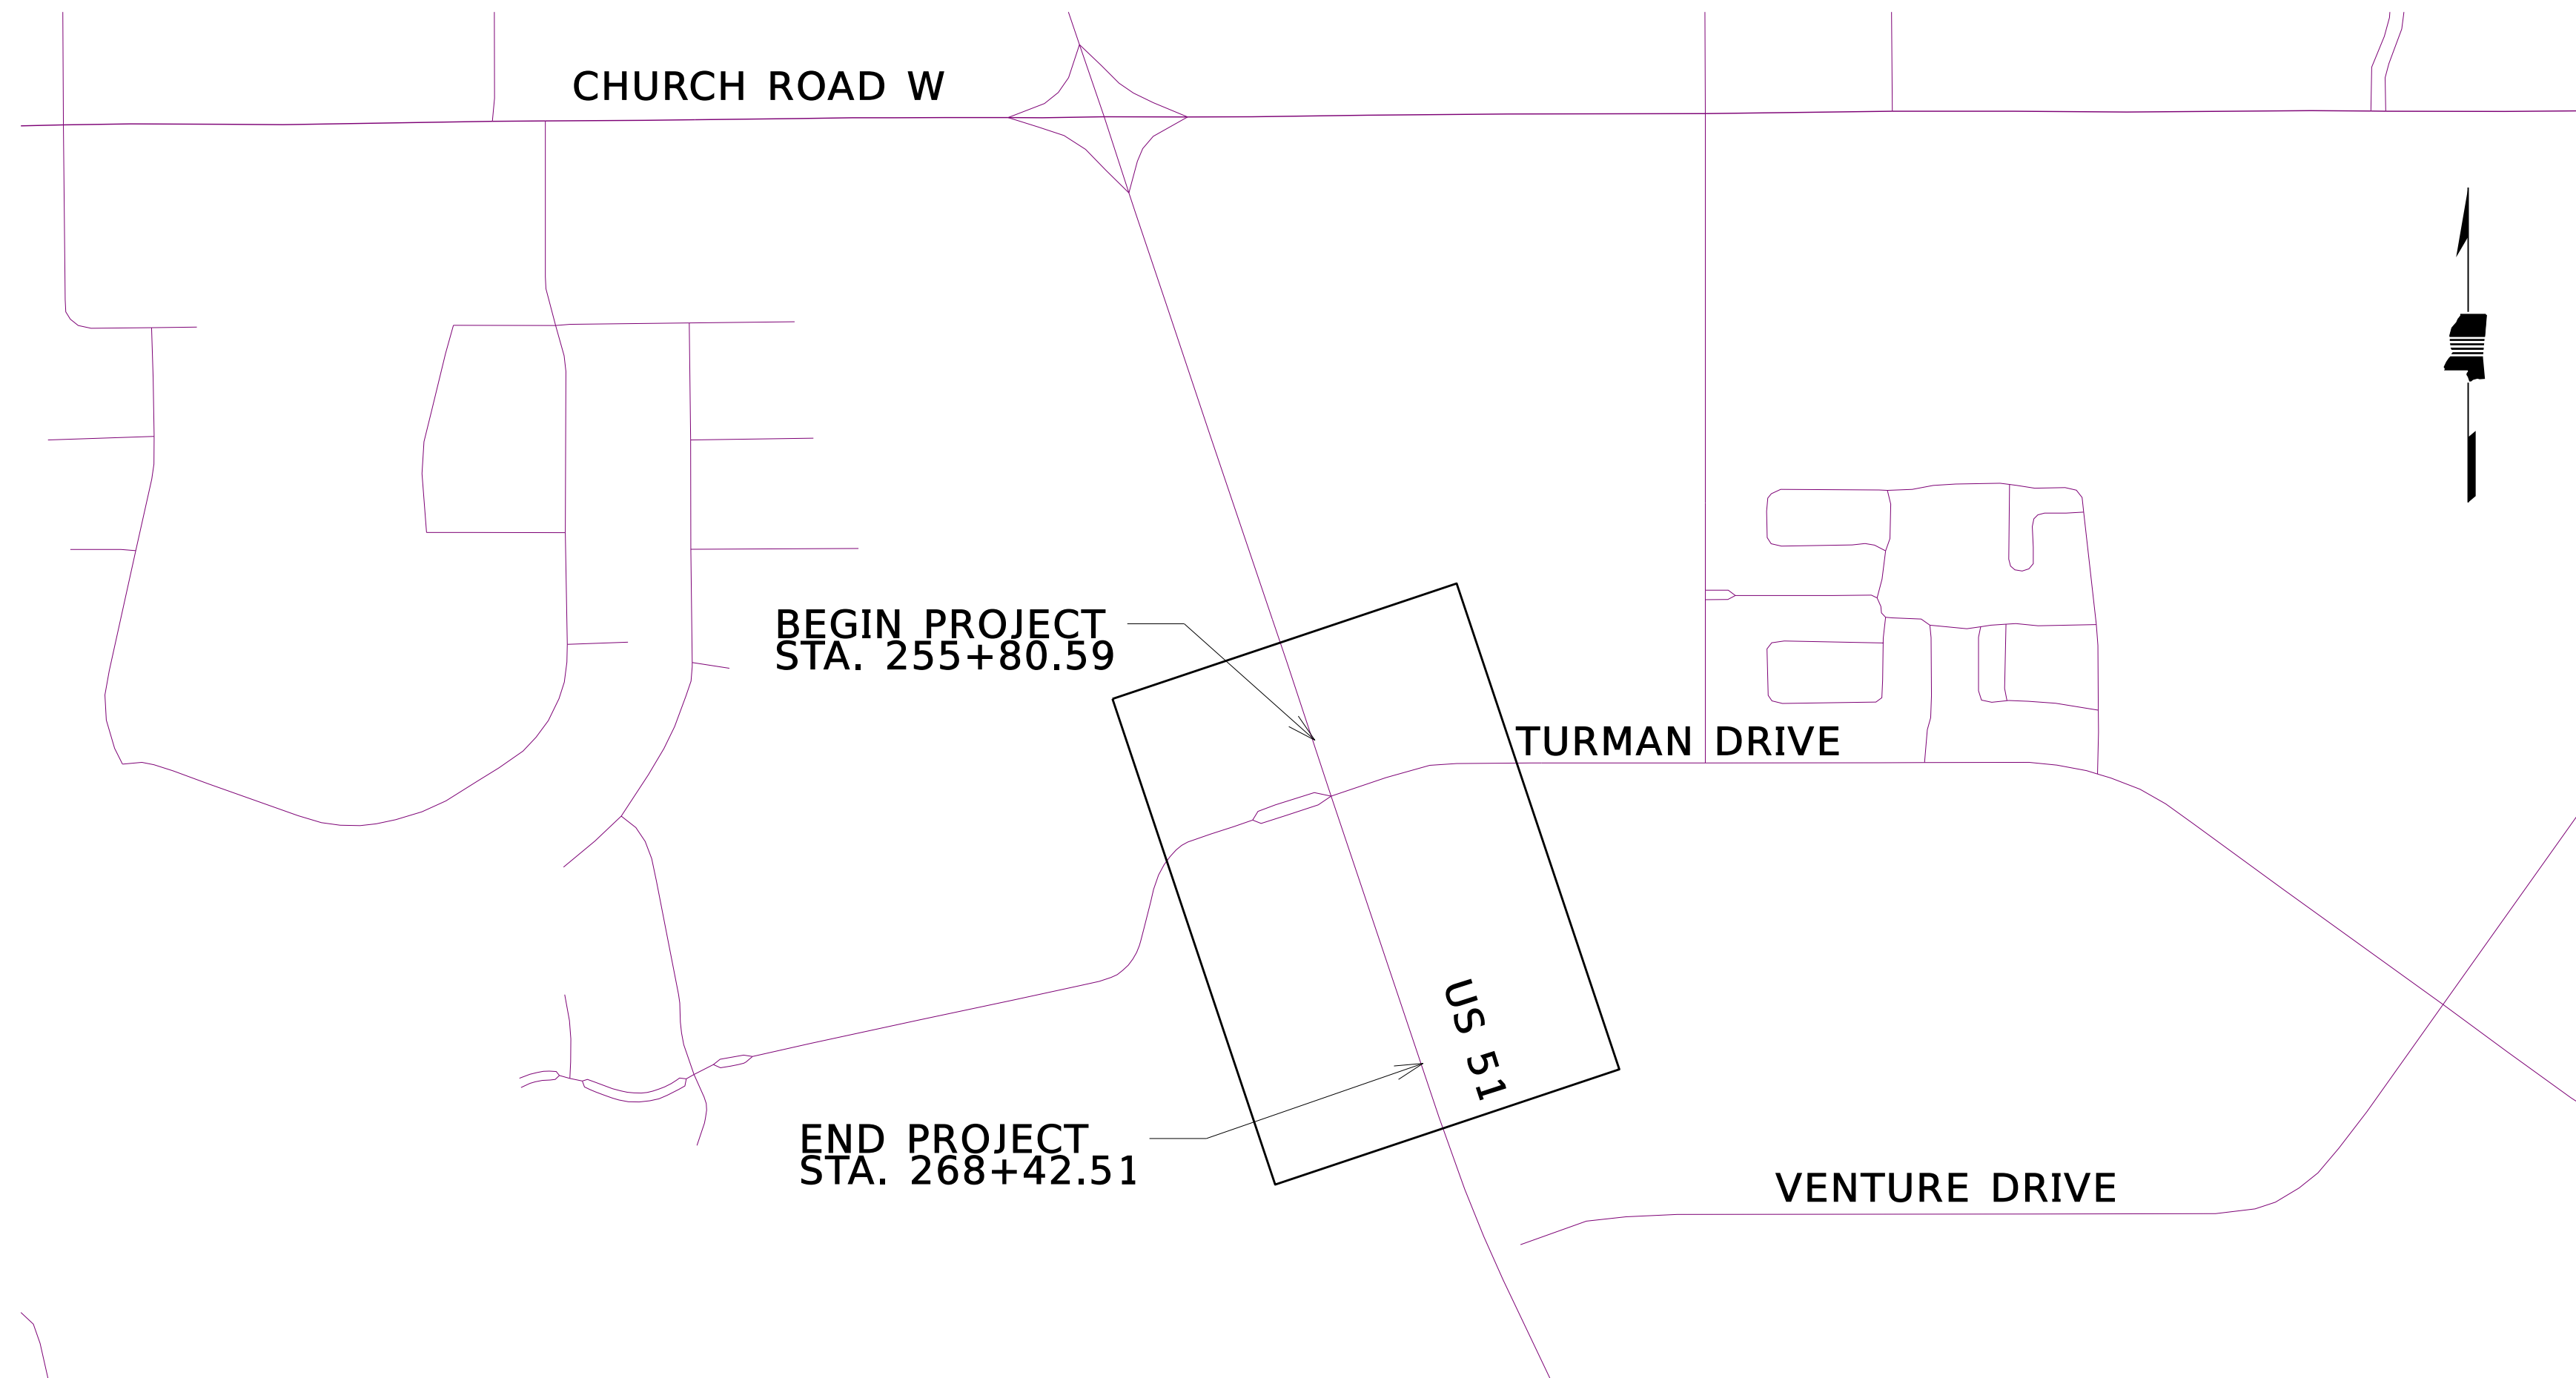 CHURCH ROAD W
BEGIN PROJECT
STA. 255+80.59
TURMAN DRIVE
US 51
END PROJECT
STA. 268+42.51
VENTURE DRIVE